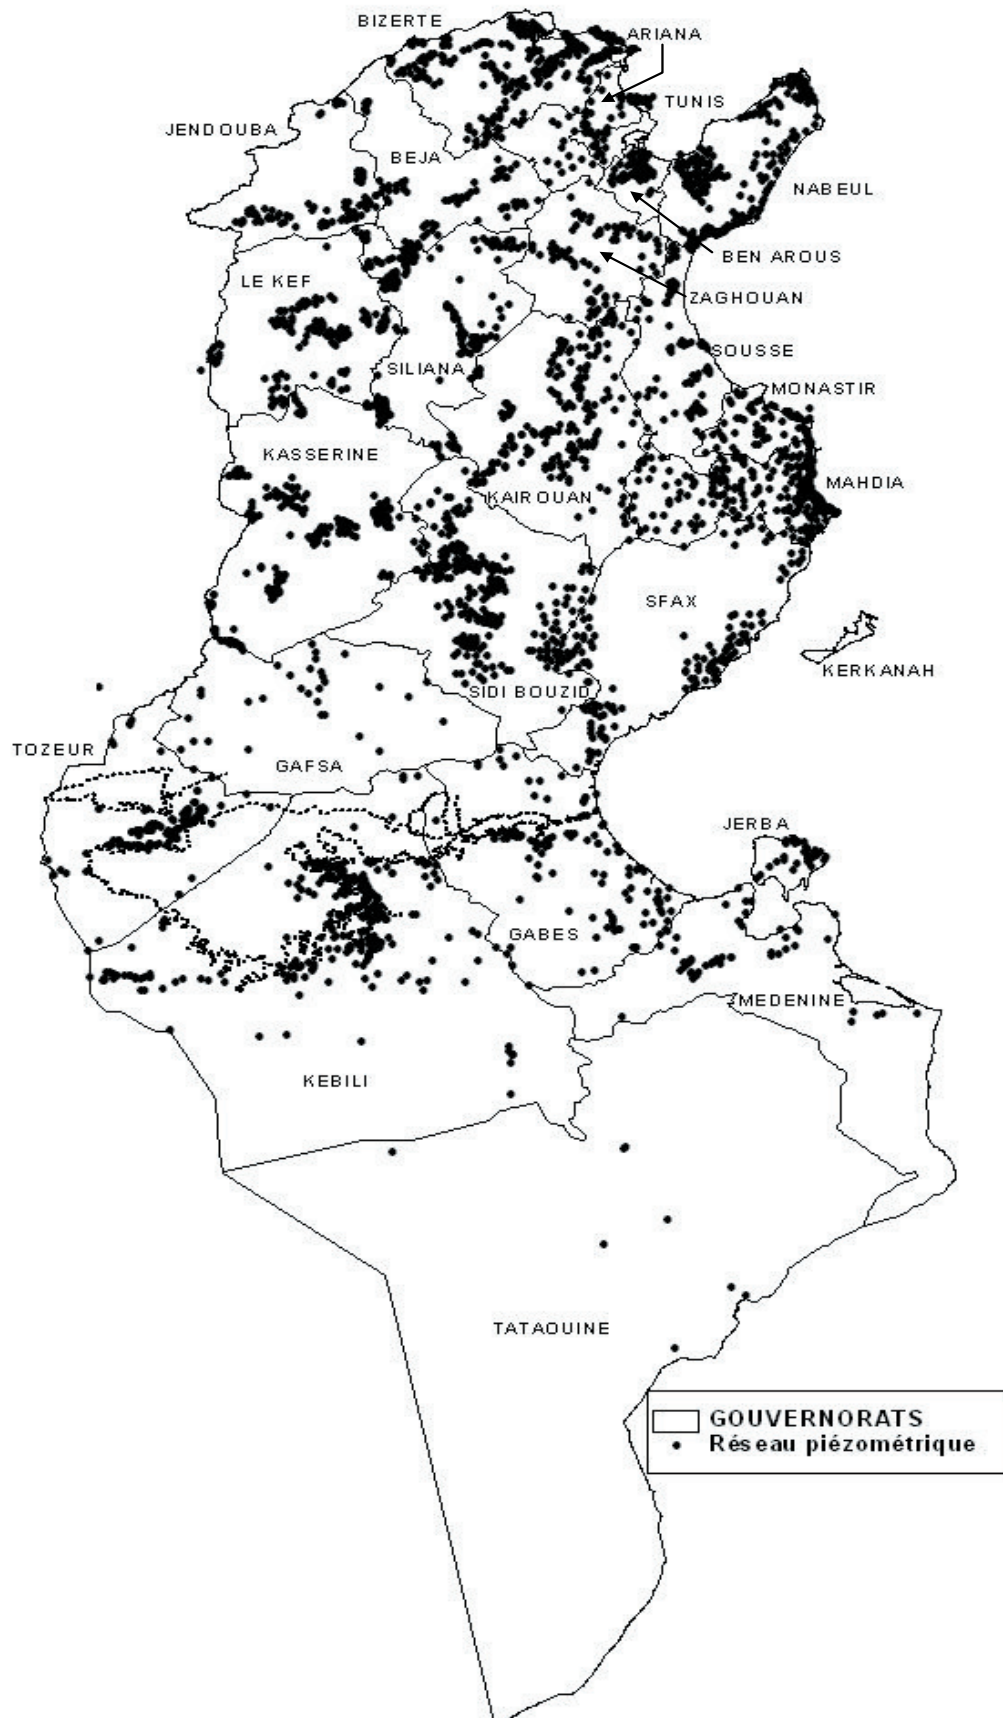 BIZERTE
ARIANA
TUNIS
JENDOUBA
BEJA
NABEUL
BEN AROUS
LE KEF
ZAGHOUAN
SOUSSE
SILIANA
MONASTIR
KASSERINE
MAHDIA
KAIROUAN
SFAX
KERKANAH
SIDI BOUZID
TOZEUR
GAFSA
JERBA
GABES
MEDENINE
KEBILI
TATAOUINE
GOUVERNORATS
Réseau piézométrique